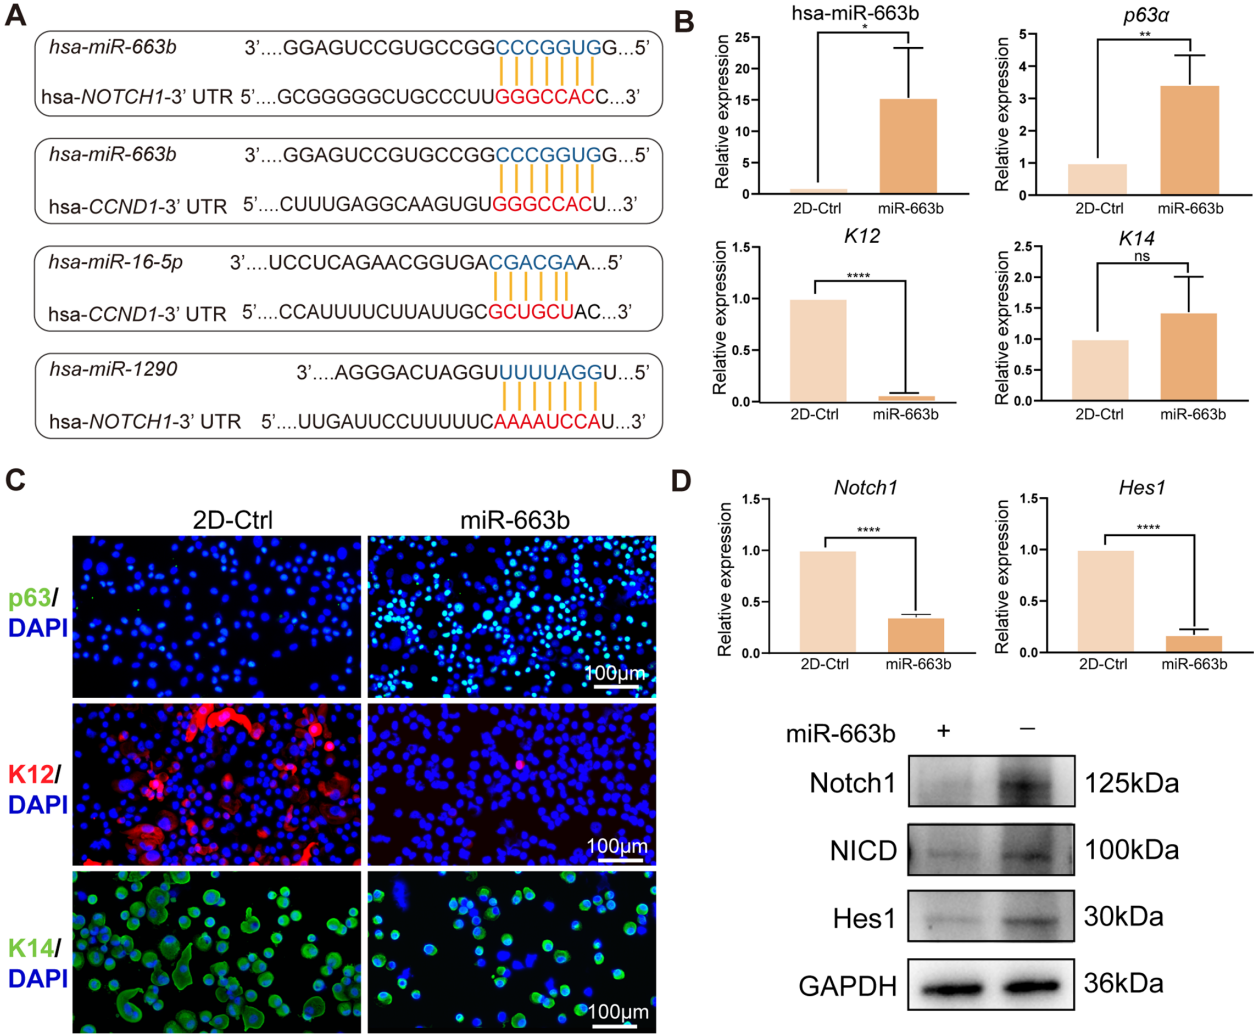 A
hsa-miR-663b 3’....GGAGUCCGUGCCGGCCCGGUGG...5’
hsa-NOTCH1-3’ UTR 5’....GCGGGGGCUGCCCUUGGGCCACC...3’
hsa-miR-663b 3’....GGAGUCCGUGCCGGCCCGGUGG...5’
hsa-CCND1-3’ UTR 5’....CUUUGAGGCAAGUGUGGGCCACU...3’
hsa-miR-16-5p 3’....UCCUCAGAACGGUGACGACGAA...5’
hsa-CCND1-3’ UTR 5’....CCAUUUUCUUAUUGCGCUGCUAC...3’
hsa-miR-1290 3’....AGGGACUAGGUUUUUAGGU...5’
hsa-NOTCH1-3’ UTR 5’....UUGAUUCCUUUUUCAAAAUCCAU...3’
B
hsa-miR-663b
Relative expression
25
20
15
10
5
0
*
2D-Ctrl miR-663b
p63α
Relative expression
5
4
3
2
1
0
**
2D-Ctrl miR-663b
K12
Relative expression
1.5
1.0
0.5
0.0
****
2D-Ctrl miR-663b
K14
Relative expression
2.5
2.0
1.5
1.0
0.5
0.0
ns
2D-Ctrl miR-663b
C
2D-Ctrl miR-663b
p63/
DAPI
100μm
K12/
DAPI
100μm
K14/
DAPI
100μm
D
Notch1
Relative expression
1.5
1.0
0.5
0.0
****
2D-Ctrl miR-663b
Hes1
Relative expression
1.5
1.0
0.5
0.0
****
2D-Ctrl miR-663b
miR-663b + −
Notch1 125kDa
NICD 100kDa
Hes1 30kDa
GAPDH 36kDa